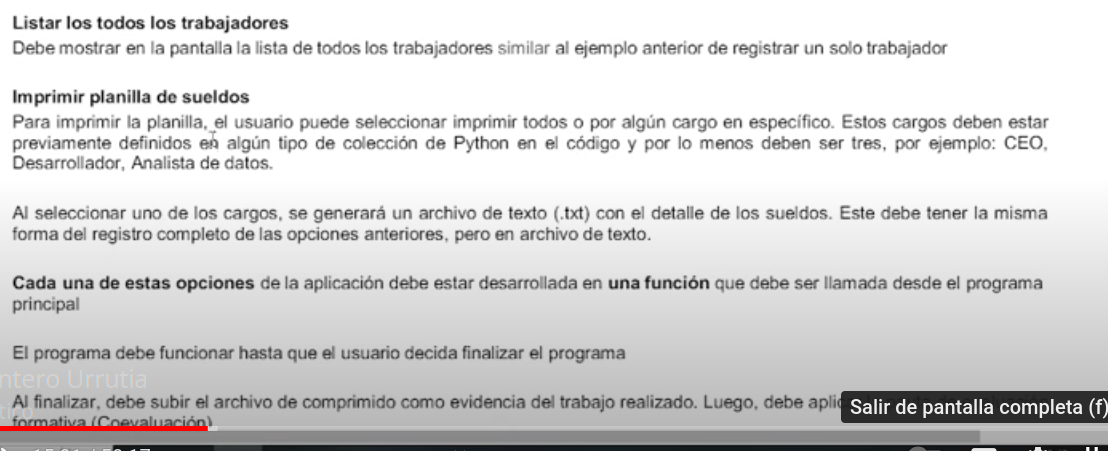 Listar los todos los trabajadores
Debe mostrar en la pantalla la lista de todos los trabajadores similar al ejemplo anterior de registrar un solo trabajador
Imprimir planilla de sueldos
Para imprimir la planilla, el usuario puede seleccionar imprimir todos o por algún cargo en específico. Estos cargos deben estar
previamente definidos en algún tipo de colección de Python en el código y por lo menos deben ser tres, por ejemplo: CEO,
Desarrollador, Analista de datos.
Al seleccionar uno de los cargos, se generará un archivo de texto (.txt) con el detalle de los sueldos. Este debe tener la misma
forma del registro completo de las opciones anteriores, pero en archivo de texto.
Cada una de estas opciones de la aplicación debe estar desarrollada en una función que debe ser llamada desde el programa
principal
El programa debe funcionar hasta que el usuario decida finalizar el programa
ntero Urrutia
Al finalizar, debe subir el archivo de comprimido como evidencia del trabajo realizado. Luego, debe aplic
Salir de pantalla completa (f)
formativa (Coevaluación)